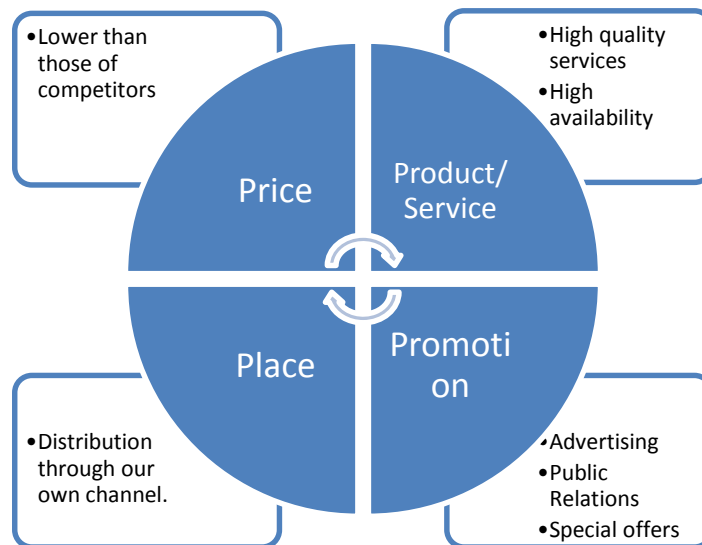 •Lower than
those of
competitors
•High quality
services
•High
availability
Price
Product/
Service
Place
Promoti
on
•Distribution
through our
own channel.
•Advertising
•Public
Relations
•Special offers